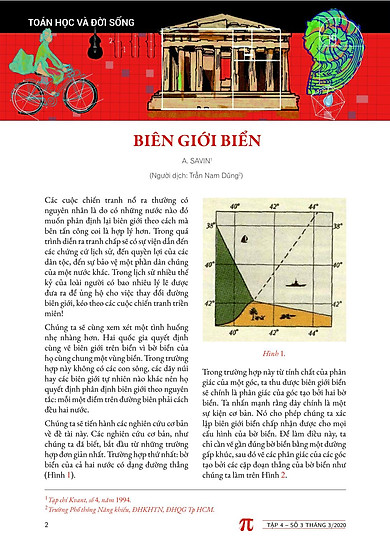 TOÁN HỌC VÀ ĐỜI SỐNG
BIÊN GIỚI BIỂN
A. SAVIN¹
(Người dịch: Trần Nam Dũng²)
Các cuộc chiến tranh nổ ra thường có
nguyên nhân là do có những nước nào đó
muốn phân định lại biên giới theo cách mà
bên tấn công coi là hợp lý hơn. Trong quá
trình diễn ra tranh chấp sẽ có sự viện dẫn đến
các chứng cứ lịch sử, đến quyền lợi của các
dân tộc, đến sự bảo vệ một phần dân chúng
của một nước khác. Trong lịch sử nhiều thế
kỷ của loài người có bao nhiêu lý lẽ được
đưa ra để ủng hộ cho việc thay đổi đường
biên giới, kéo theo các cuộc chiến tranh triền
miên!
Chúng ta sẽ cùng xem xét một tình huống
nhẹ nhàng hơn. Hai quốc gia quyết định
cùng vẽ biên giới trên biển vì bờ biển của
họ cùng chung một vùng biển. Trong trường
hợp này không có các con sông, các dãy núi
hay các biên giới tự nhiên nào khác nên họ
quyết định phân định biên giới theo nguyên
tắc: mỗi một điểm trên đường biên phải cách
đều hai nước.
Chúng ta sẽ tiến hành các nghiên cứu cơ bản
về đề tài này. Các nghiên cứu cơ bản, như
chúng ta đã biết, bắt đầu từ những trường
hợp đơn giản nhất. Trường hợp thứ nhất: bờ
biển của cả hai nước có dạng đường thẳng
(Hình 1).
40° 42° 44°
38° 38°
40° 40°
42° 42°
40° 42° 44°
Hình 1.
Trong trường hợp này từ tính chất của phân
giác của một góc, ta thu được biên giới biển
sẽ chính là phân giác của góc tạo bởi hai bờ
biển. Ta nhấn mạnh rằng đây chính là một
sự kiện cơ bản. Nó cho phép chúng ta xác
lập biên giới biển chấp nhận được cho mọi
cấu hình của bờ biển. Để làm điều này, ta
chỉ cần vẽ gần đúng bờ biển bằng một đường
gấp khúc, sau đó vẽ các phân giác của các góc
tạo bởi các cặp đoạn thẳng của bờ biển như
chúng ta làm trên Hình 2.
¹Tạp chí Kvant, số 4, năm 1994.
²Trường Phổ thông Năng khiếu, ĐHKHTN, ĐHQG Tp HCM.
2
π TẬP 4 – SỐ 3 THÁNG 3/2020